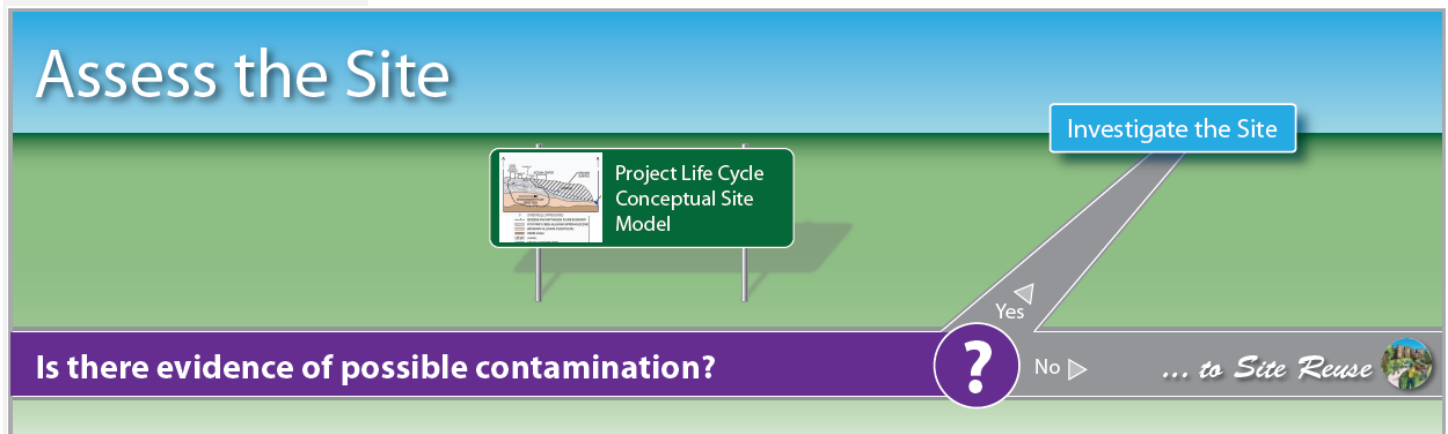 Assess the Site
Investigate the Site
Project Life Cycle
Conceptual Site
Model
Yes
Is there evidence of possible contamination?
?
No
... to Site Reuse